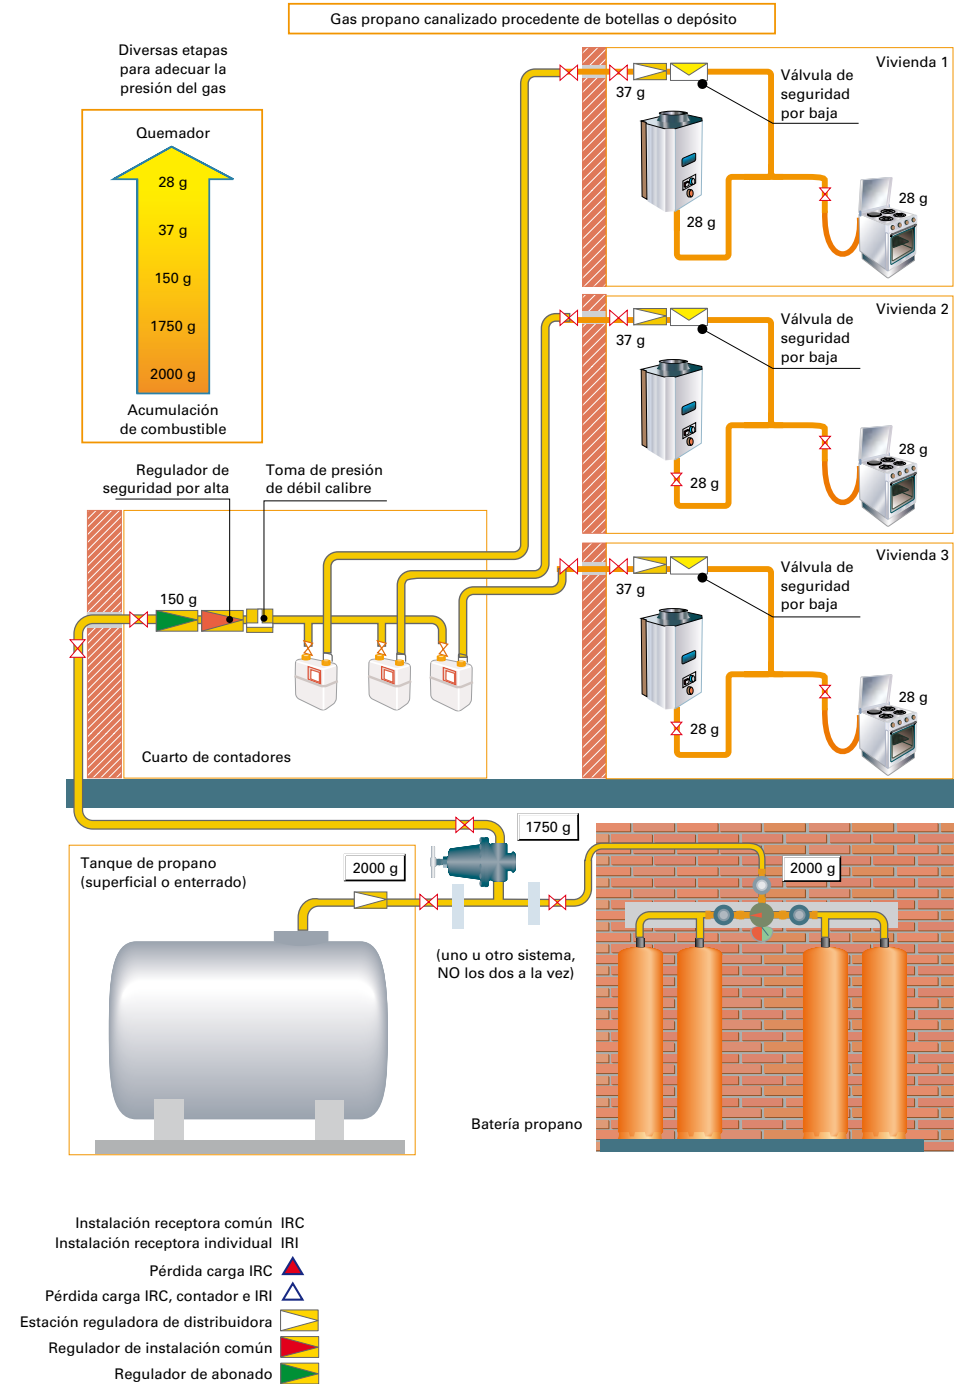 Gas propano canalizado procedente de botellas o depósito
Diversas etapas
para adecuar la
presión del gas
Quemador
28 g
37 g
150 g
1750 g
2000 g
Acumulación
de combustible
Vivienda 1
Válvula de
seguridad
por baja
37 g
28 g
28 g
Vivienda 2
Válvula de
seguridad
por baja
37 g
28 g
28 g
Vivienda 3
Válvula de
seguridad
por baja
37 g
28 g
28 g
Regulador de
seguridad por alta
Toma de presión
de débil calibre
150 g
Cuarto de contadores
1750 g
Tanque de propano
(superficial o enterrado)
2000 g
2000 g
(uno u otro sistema,
NO los dos a la vez)
Batería propano
Instalación receptora común IRC
Instalación receptora individual IRI
Pérdida carga IRC
Pérdida carga IRC, contador e IRI
Estación reguladora de distribuidora
Regulador de instalación común
Regulador de abonado